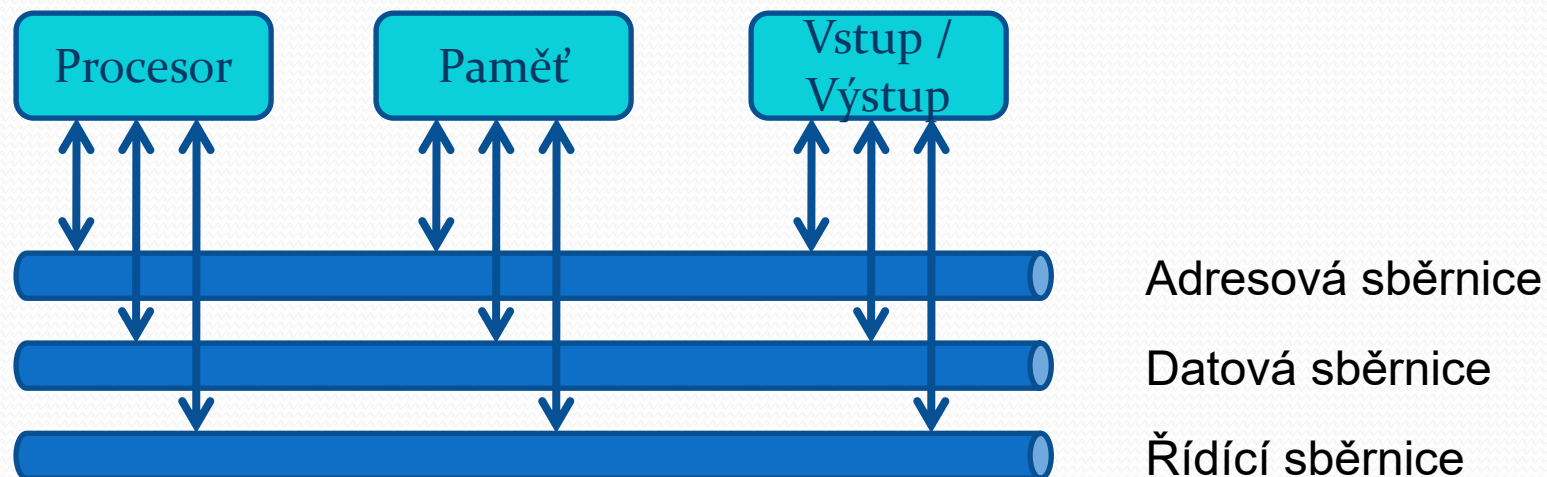 Procesor
Paměť
Vstup /
Výstup
Adresová sběrnice
Datová sběrnice
Řídící sběrnice